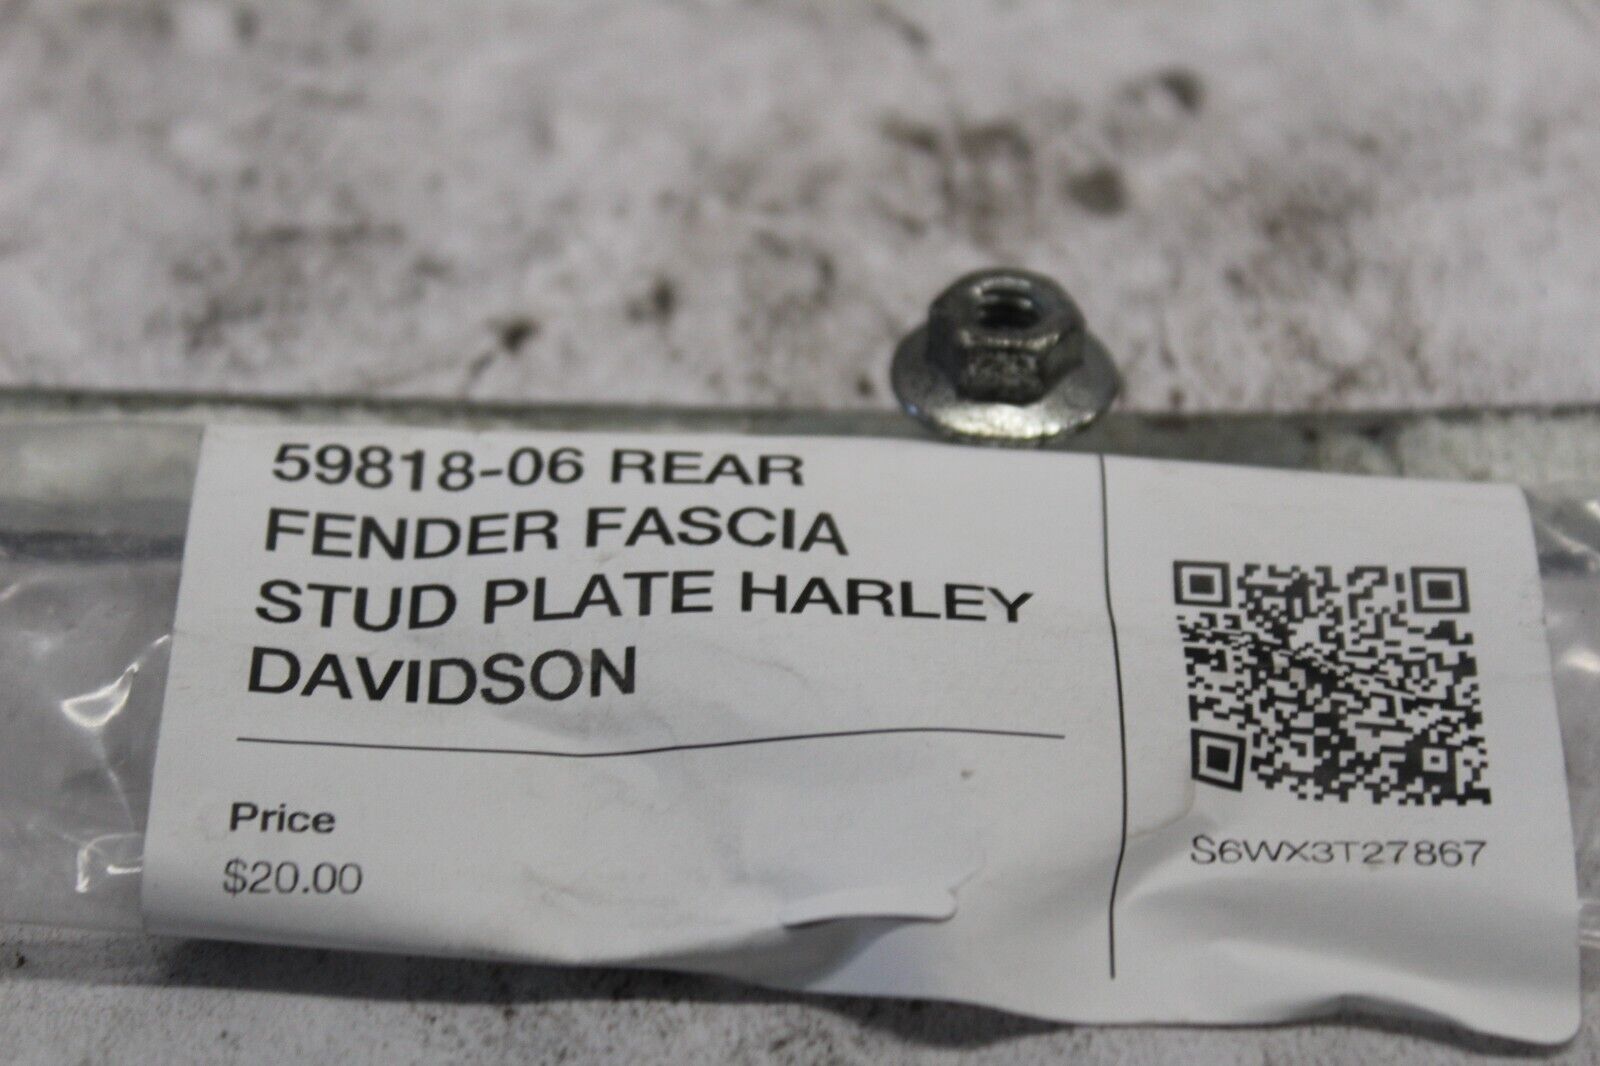 59818-06 REAR
FENDER FASCIA
STUD PLATE HARLEY
DAVIDSON
Price
$20.00
S6WX3T27867